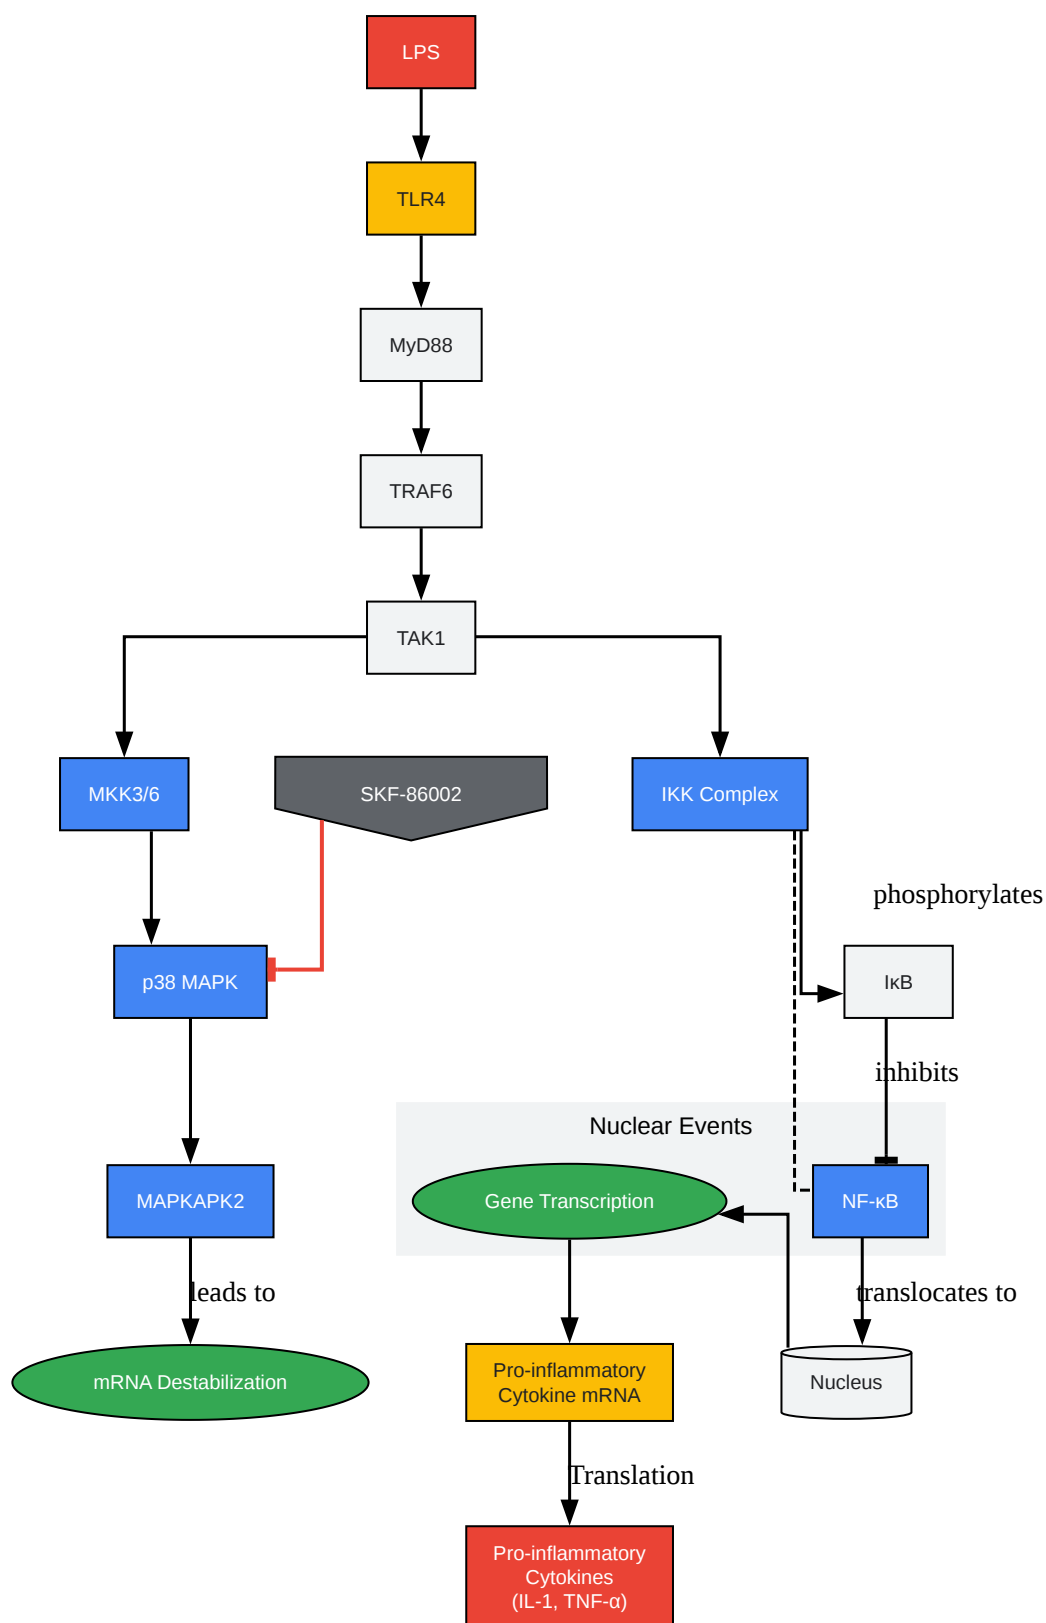 LPS
TLR4
MyD88
TRAF6
TAK1
MKK3/6
SKF-86002
IKK Complex
phosphorylates
p38 MAPK
IκB
inhibits
Nuclear Events
MAPKAPK2
Gene Transcription
NF-κB
leads to
translocates to
mRNA Destabilization
Pro-inflammatory
Cytokine mRNA
Nucleus
Translation
Pro-inflammatory
Cytokines
(IL-1, TNF-α)